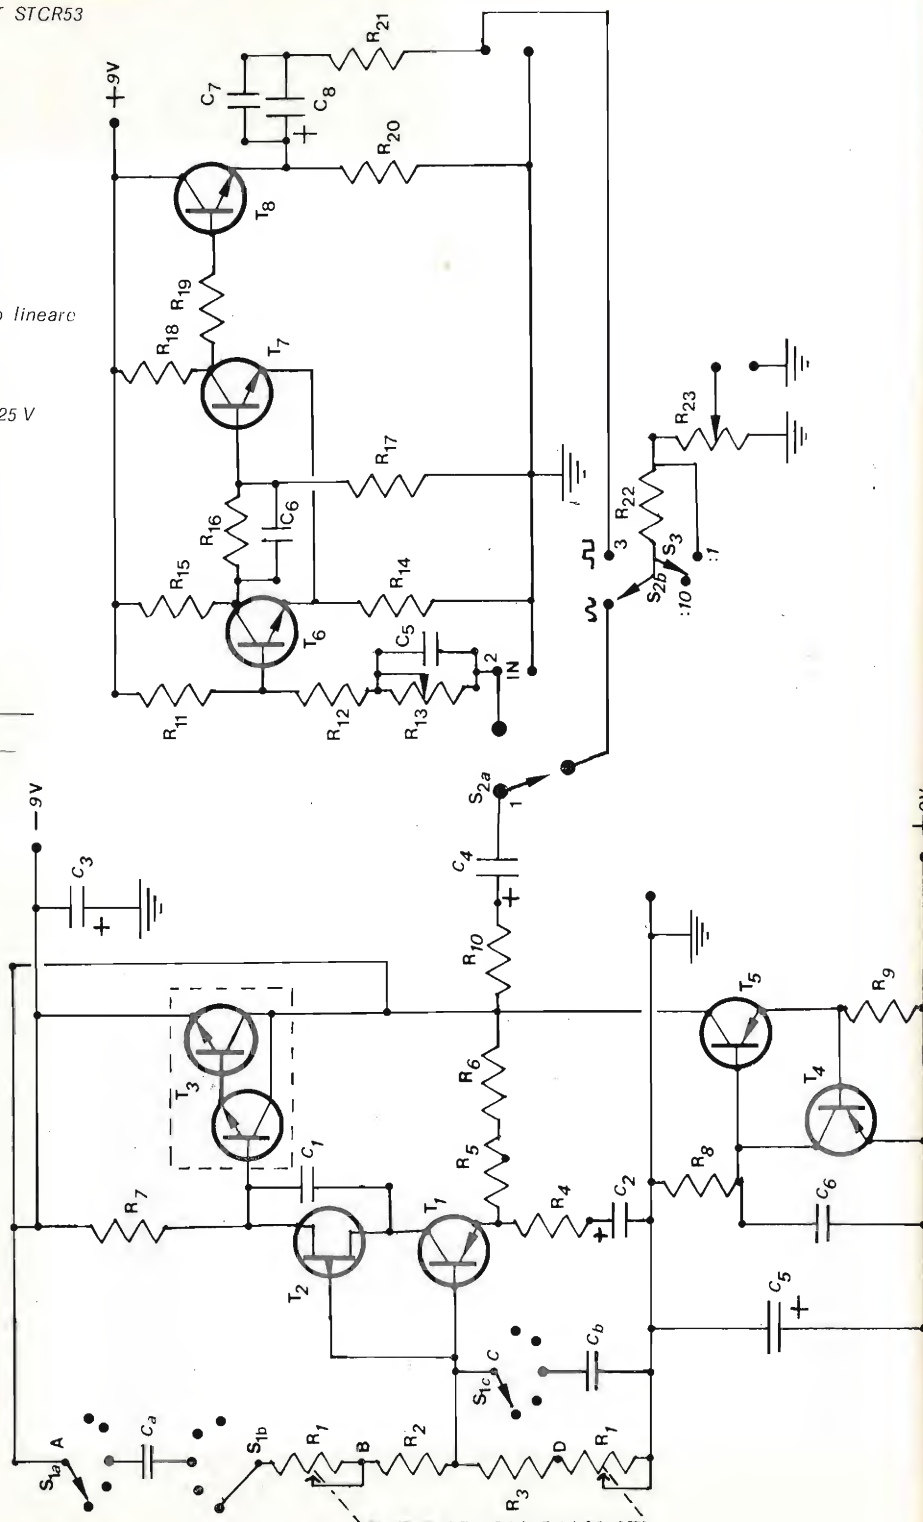 STCR53
+9V
R21
C7
C8
+
R20
T8
R19
lineare
R18
T7
25 V
R23
R17
R16
C6
R22
S3
3
:1
R15
R14
S2b
:10
T6
C5
2
IN
R11
R12
R13
S2a
1
-9V
C3
+
C4
+
R10
T5
R9
T3
R6
T4
C1
R5
R8
R7
T1
R4
C2
+
C6
T2
C5
+
C
S1c
Cb
A
S1a
Ca
S1b
R1
B
R2
R3
D
R1